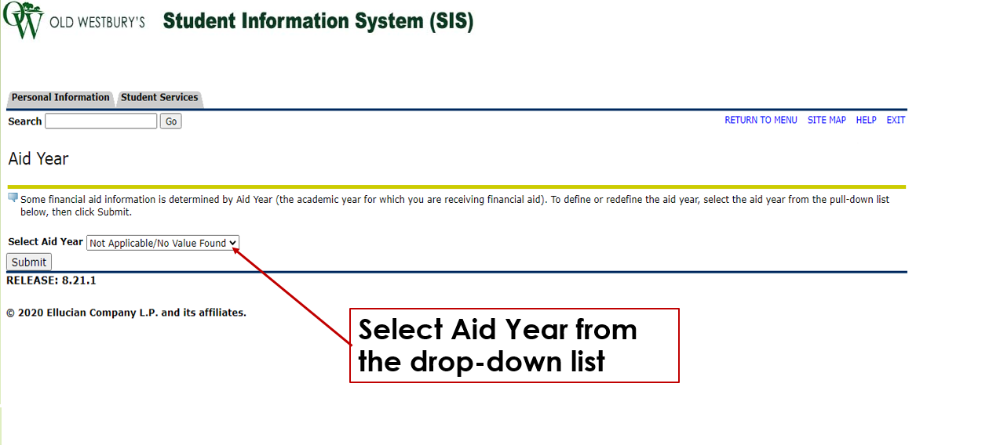 OW OLD WESTBURY'S Student Information System (SIS)
Personal Information Student Services
Search Go RETURN TO MENU SITE MAP HELP EXIT
Aid Year
Some financial aid information is determined by Aid Year (the academic year for which you are receiving financial aid). To define or redefine the aid year, select the aid year from the pull-down list
below, then click Submit.
Select Aid Year Not Applicable/No Value Found
Submit
RELEASE: 8.21.1
© 2020 Ellucian Company L.P. and its affiliates.
Select Aid Year from
the drop-down list